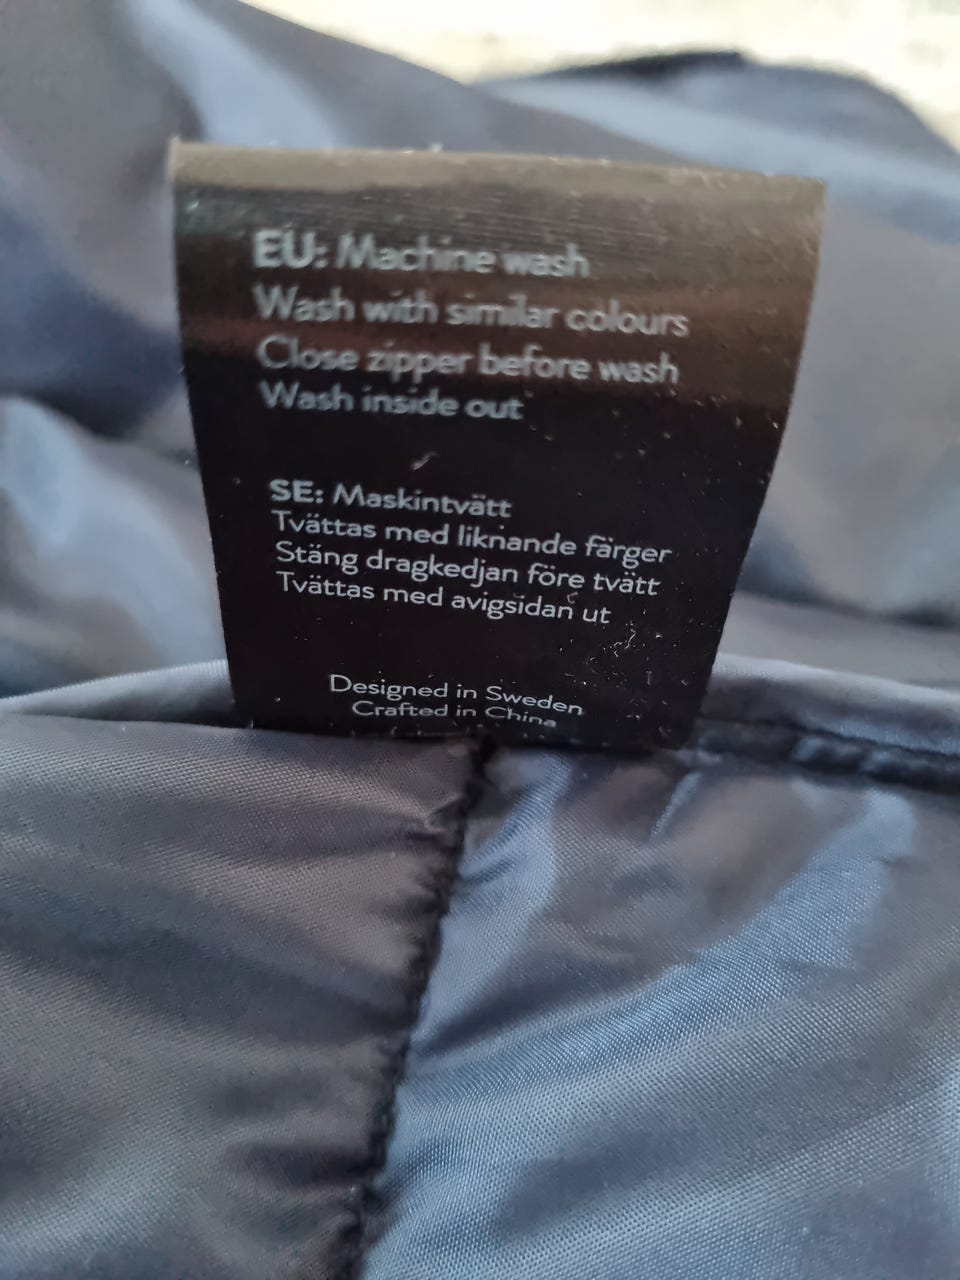 EU: Machine wash
Wash with similar colours
Close zipper before wash
Wash inside out
SE: Maskintvätt
Tvättas med liknande färger
Stäng dragkedjan före tvätt
Tvättas med avigsidan ut
Designed in Sweden
Crafted in China